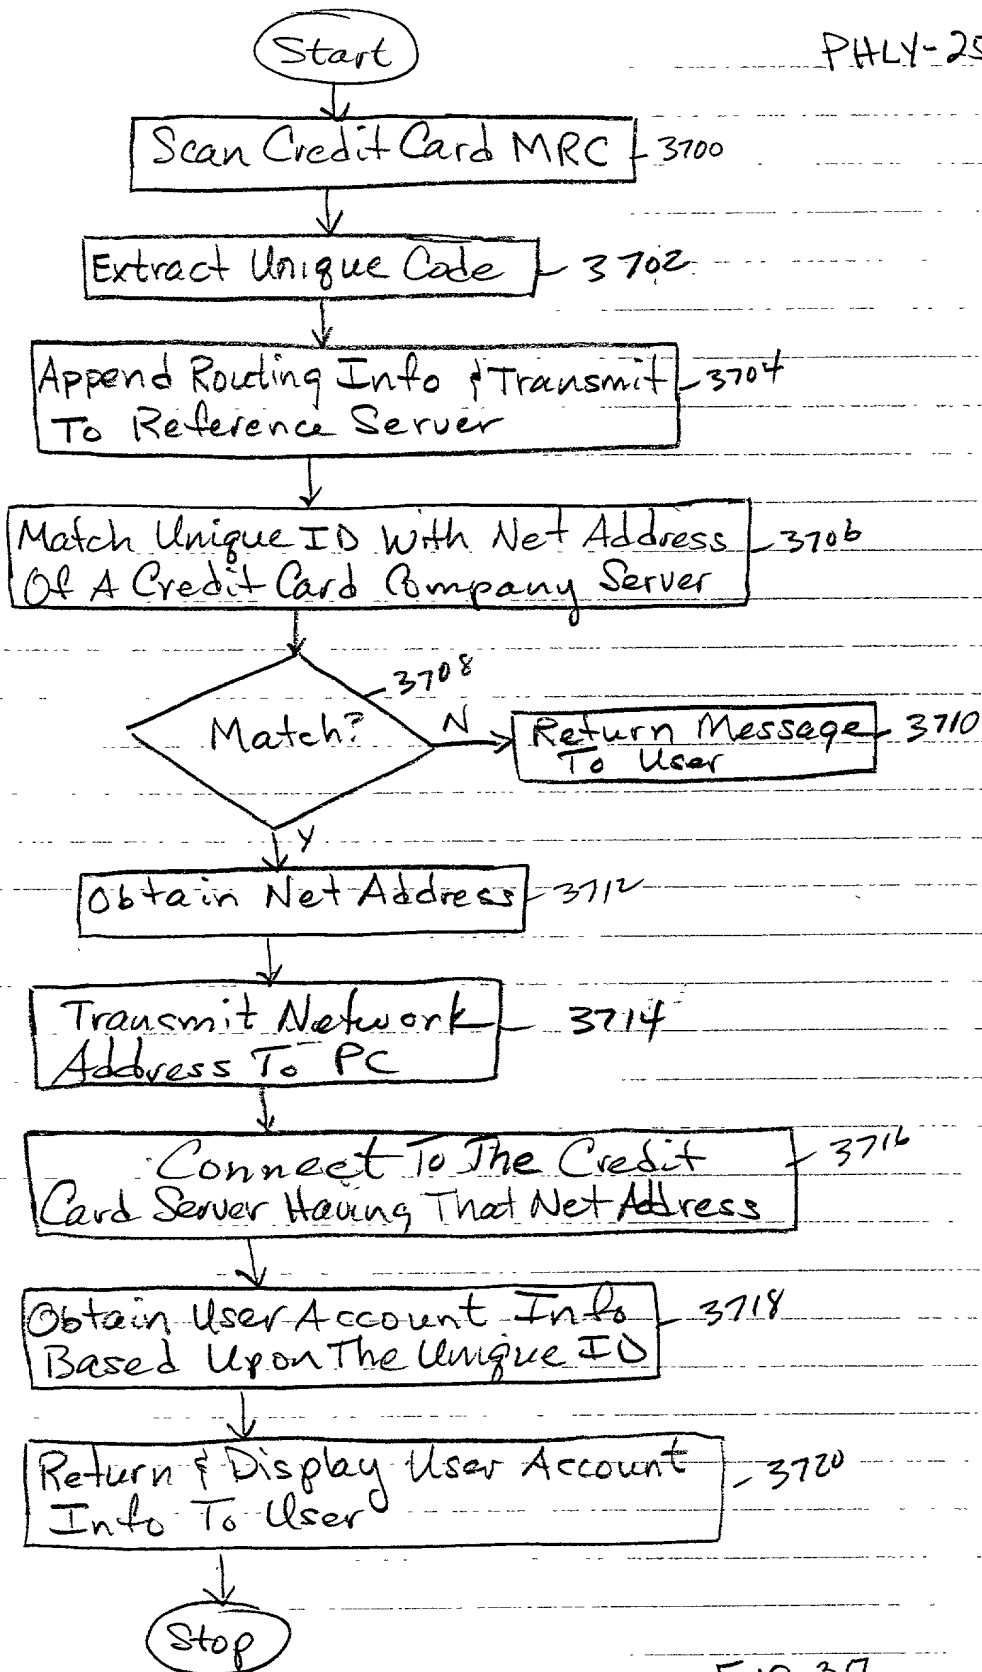 Start
PHLY-25
Scan Credit Card MRC
3700
Extract Unique Code
3702
Append Routing Info & Transmit
To Reference Server
3704
Match Unique ID With Net Address
Of A Credit Card Company Server
3706
3708
Match?
N
Return Message
To User
3710
Y
Obtain Net Address
3712
Transmit Network
Address To PC
3714
Connect To The Credit
Card Server Having That Net Address
3716
Obtain User Account Info
Based Upon The Unique ID
3718
Return & Display User Account
Info To User
3720
Stop